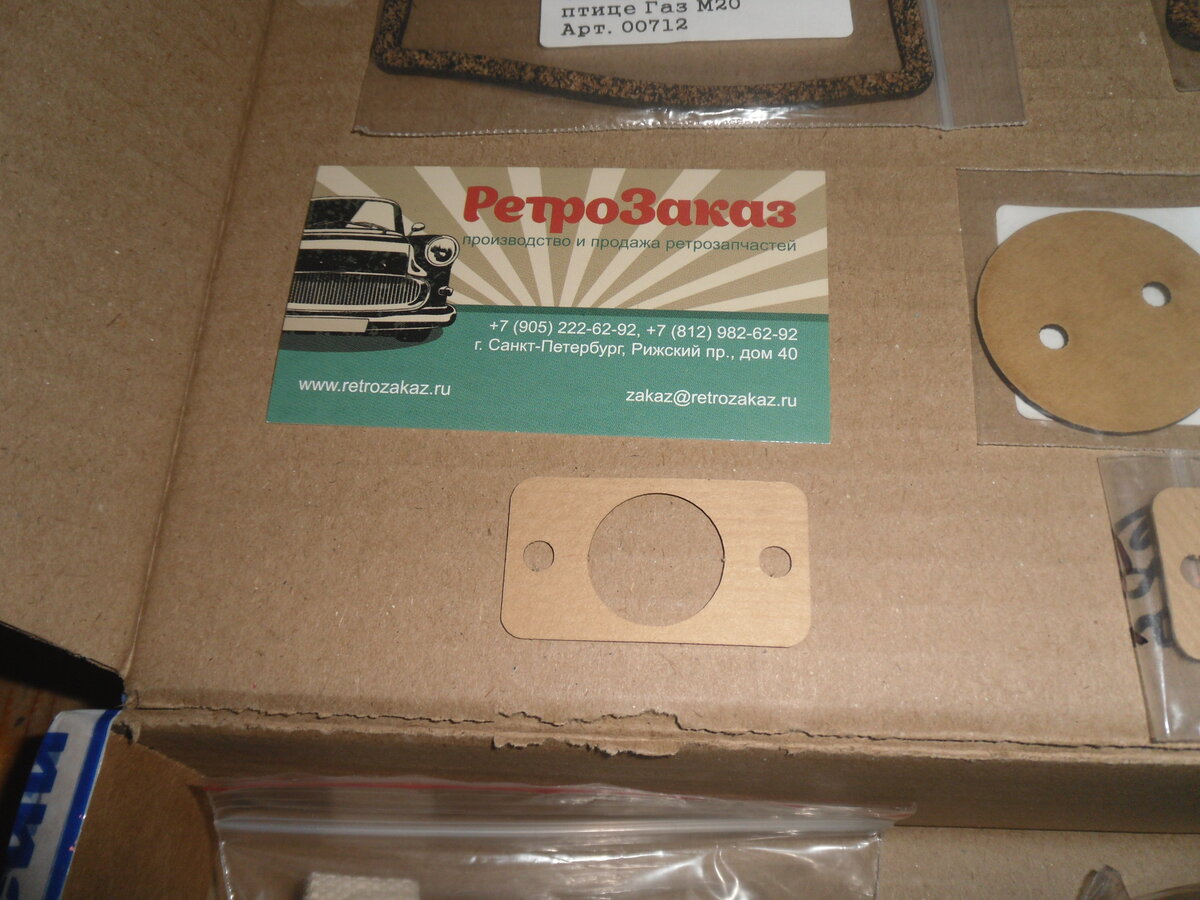 птице Газ М20
Арт. 00712
РетроЗаказ
производство и продажа ретрозапчастей
+7 (905) 222-62-92, +7 (812) 982-62-92
г. Санкт-Петербург, Рижский пр., дом 40
www.retrozakaz.ru
zakaz@retrozakaz.ru